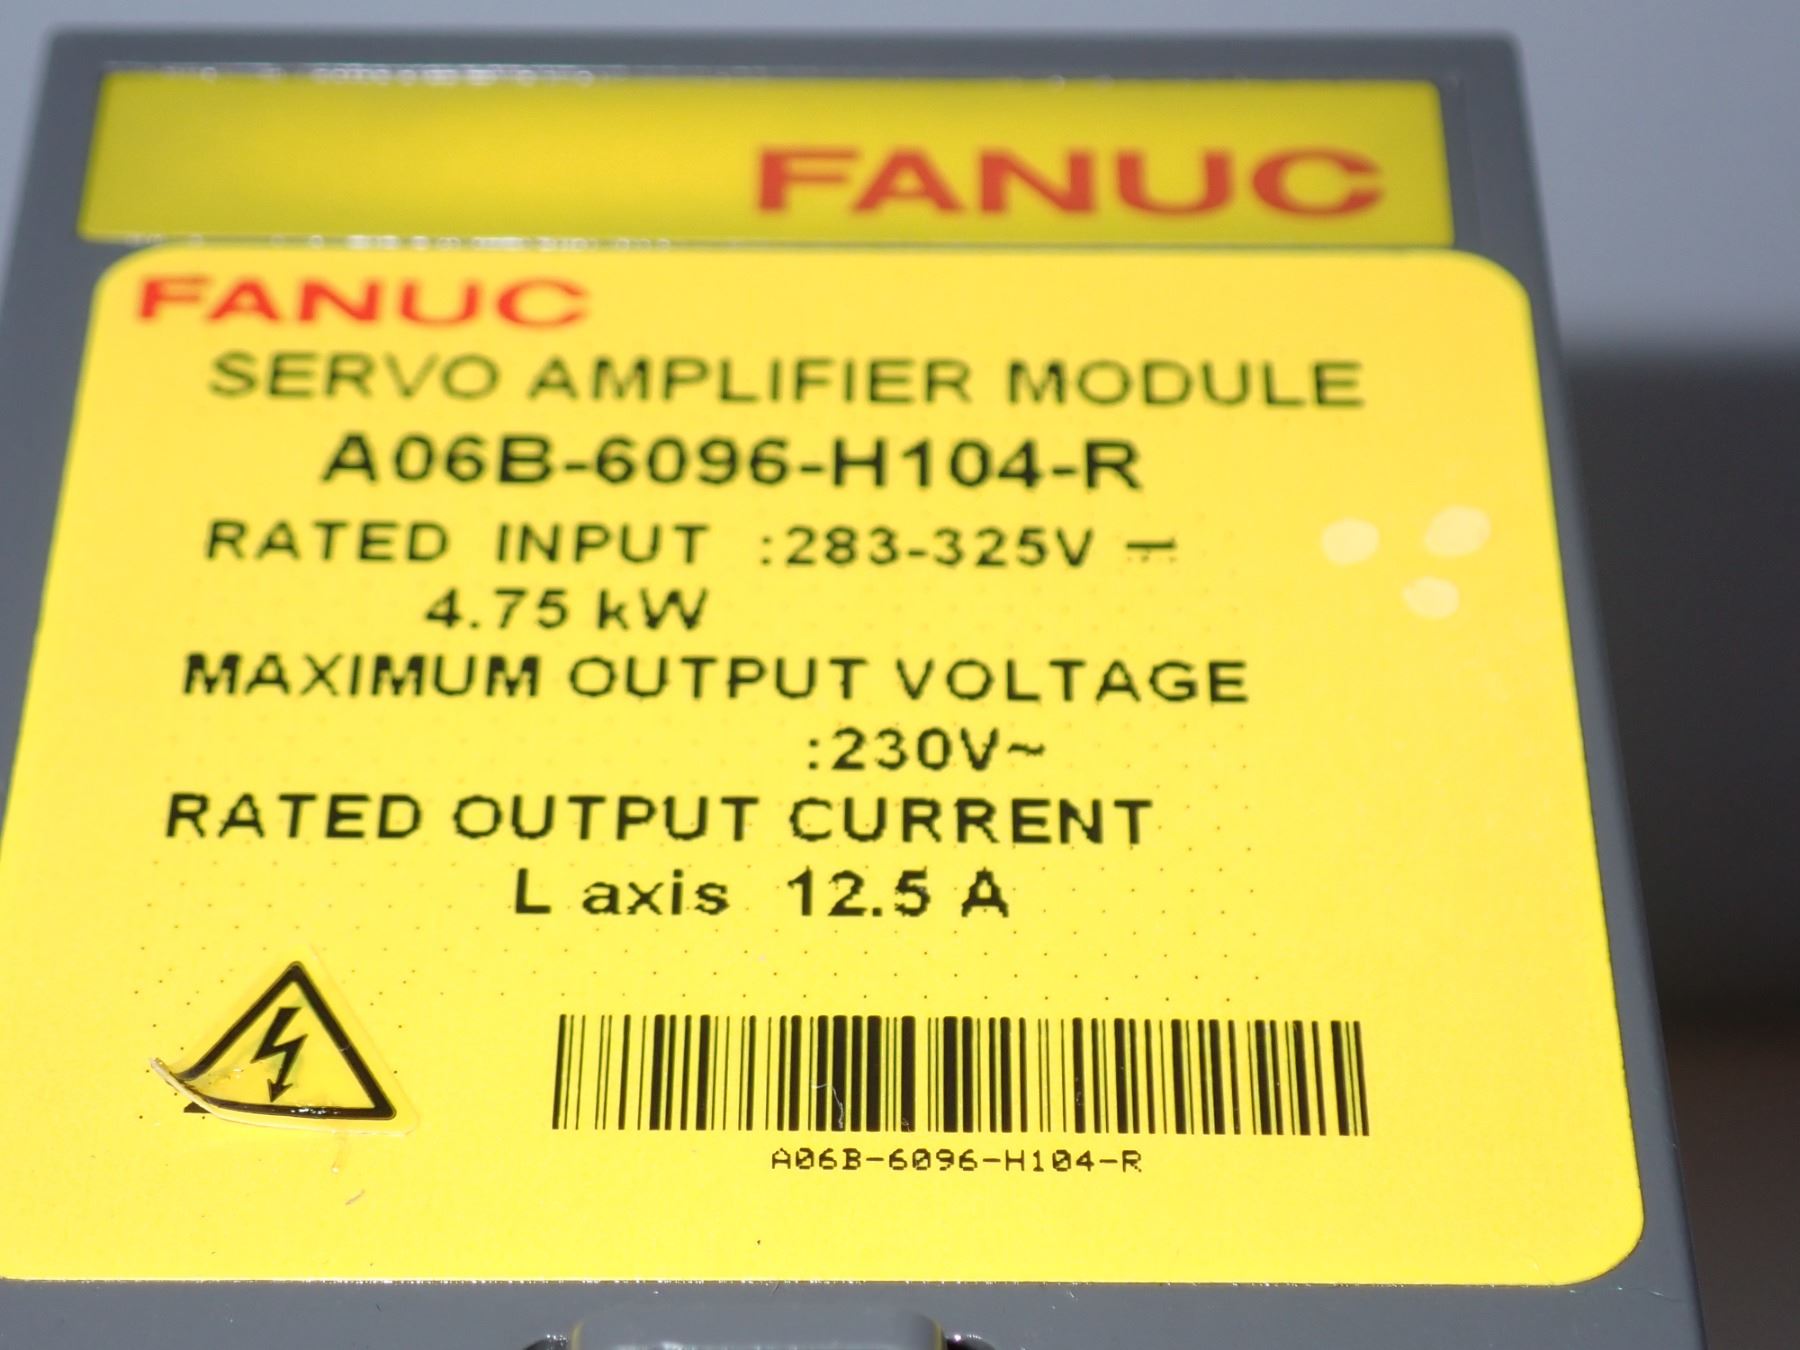 FANUC
FANUC
SERVO AMPLIFIER MODULE
A06B-6096-H104-R
RATED INPUT :283-325V ⎓
4.75 kW
MAXIMUM OUTPUT VOLTAGE
:230V~
RATED OUTPUT CURRENT
L axis 12.5 A
A06B-6096-H104-R